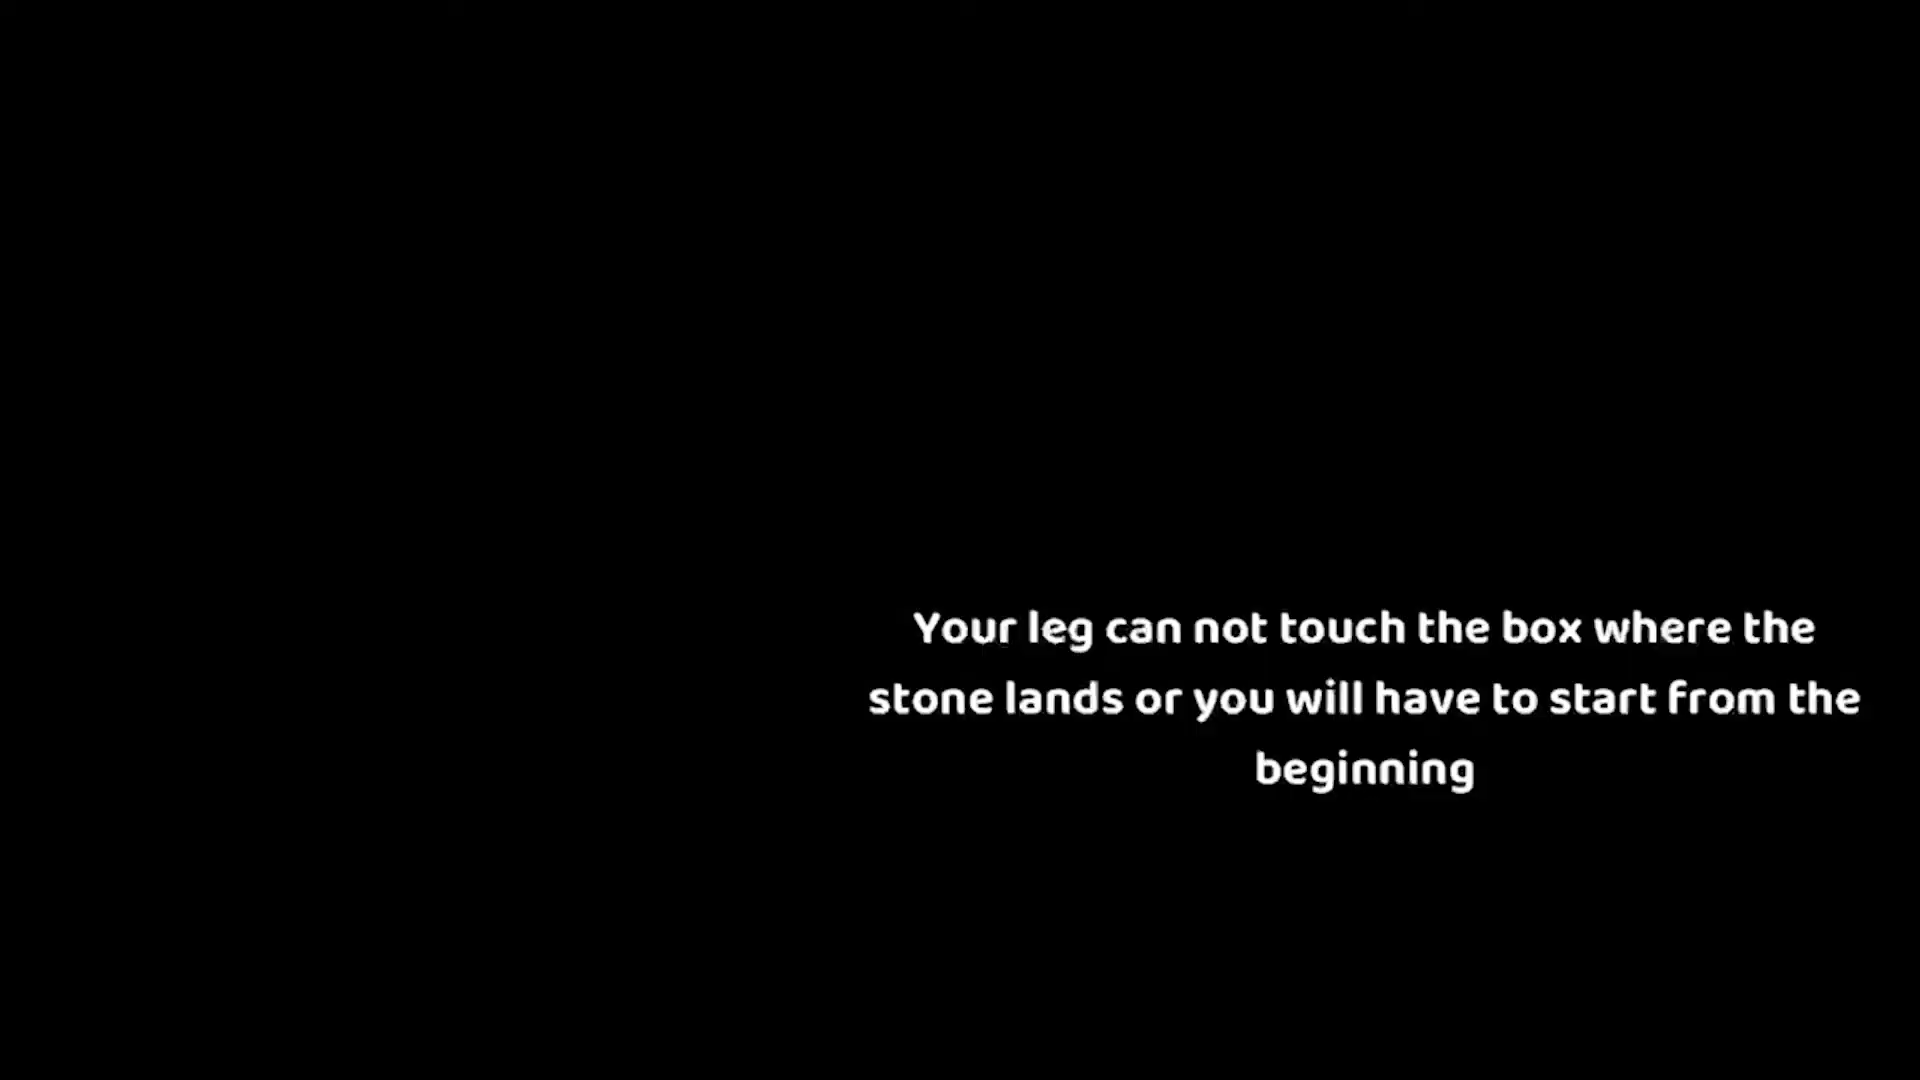 Your leg can not touch the box where the
stone lands or you will have to start from the
beginning